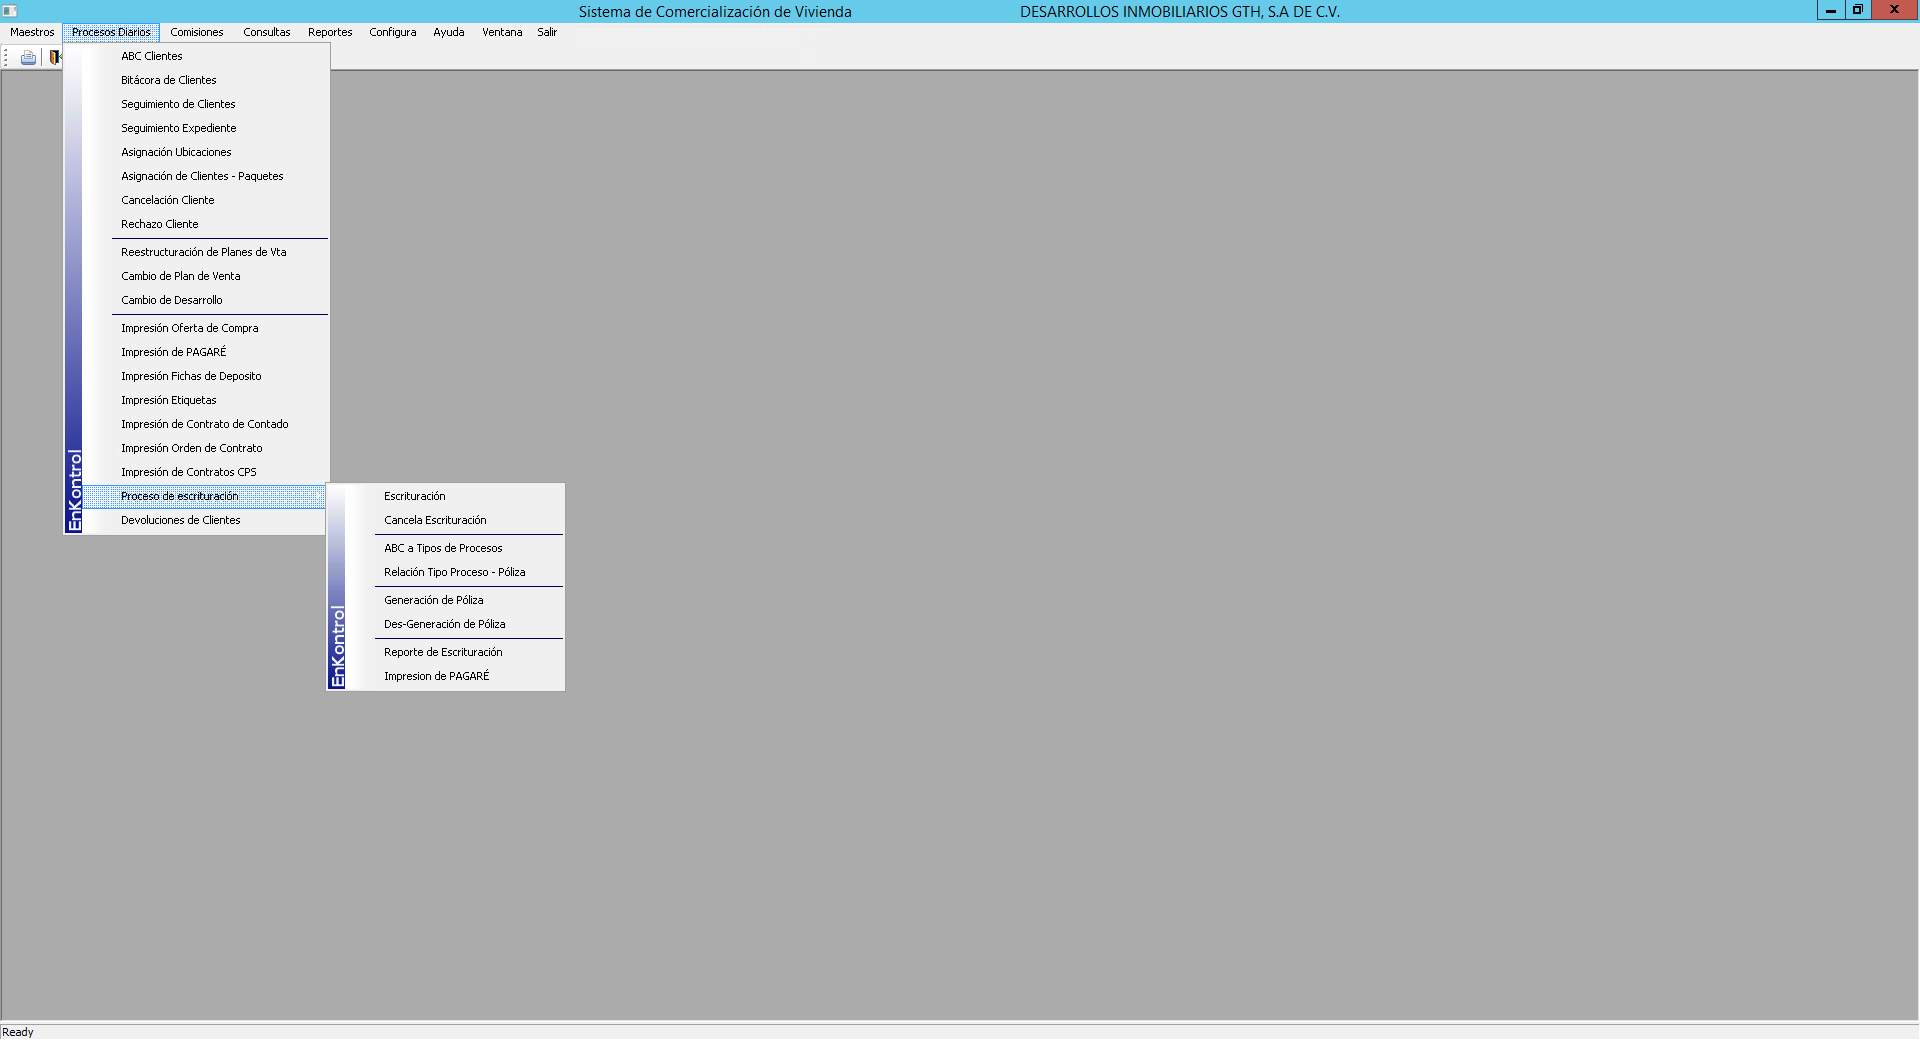 Sistema de Comercialización de Vivienda DESARROLLOS INMOBILIARIOS GTH, S.A DE C.V.
Maestros Procesos Diarios Comisiones Consultas Reportes Configura Ayuda Ventana Salir
ABC Clientes
Bitácora de Clientes
Seguimiento de Clientes
Seguimiento Expediente
Asignación Ubicaciones
Asignación de Clientes - Paquetes
Cancelación Cliente
Rechazo Cliente
Reestructuración de Planes de Vta
Cambio de Plan de Venta
Cambio de Desarrollo
Impresión Oferta de Compra
Impresión de PAGARÉ
Impresión Fichas de Deposito
Impresión Etiquetas
Impresión de Contrato de Contado
Impresión Orden de Contrato
Impresión de Contratos CPS
Proceso de escrituración
Devoluciones de Clientes
EnKontrol
Escrituración
Cancela Escrituración
ABC a Tipos de Procesos
Relación Tipo Proceso - Póliza
Generación de Póliza
Des-Generación de Póliza
Reporte de Escrituración
Impresion de PAGARÉ
EnKontrol
Ready